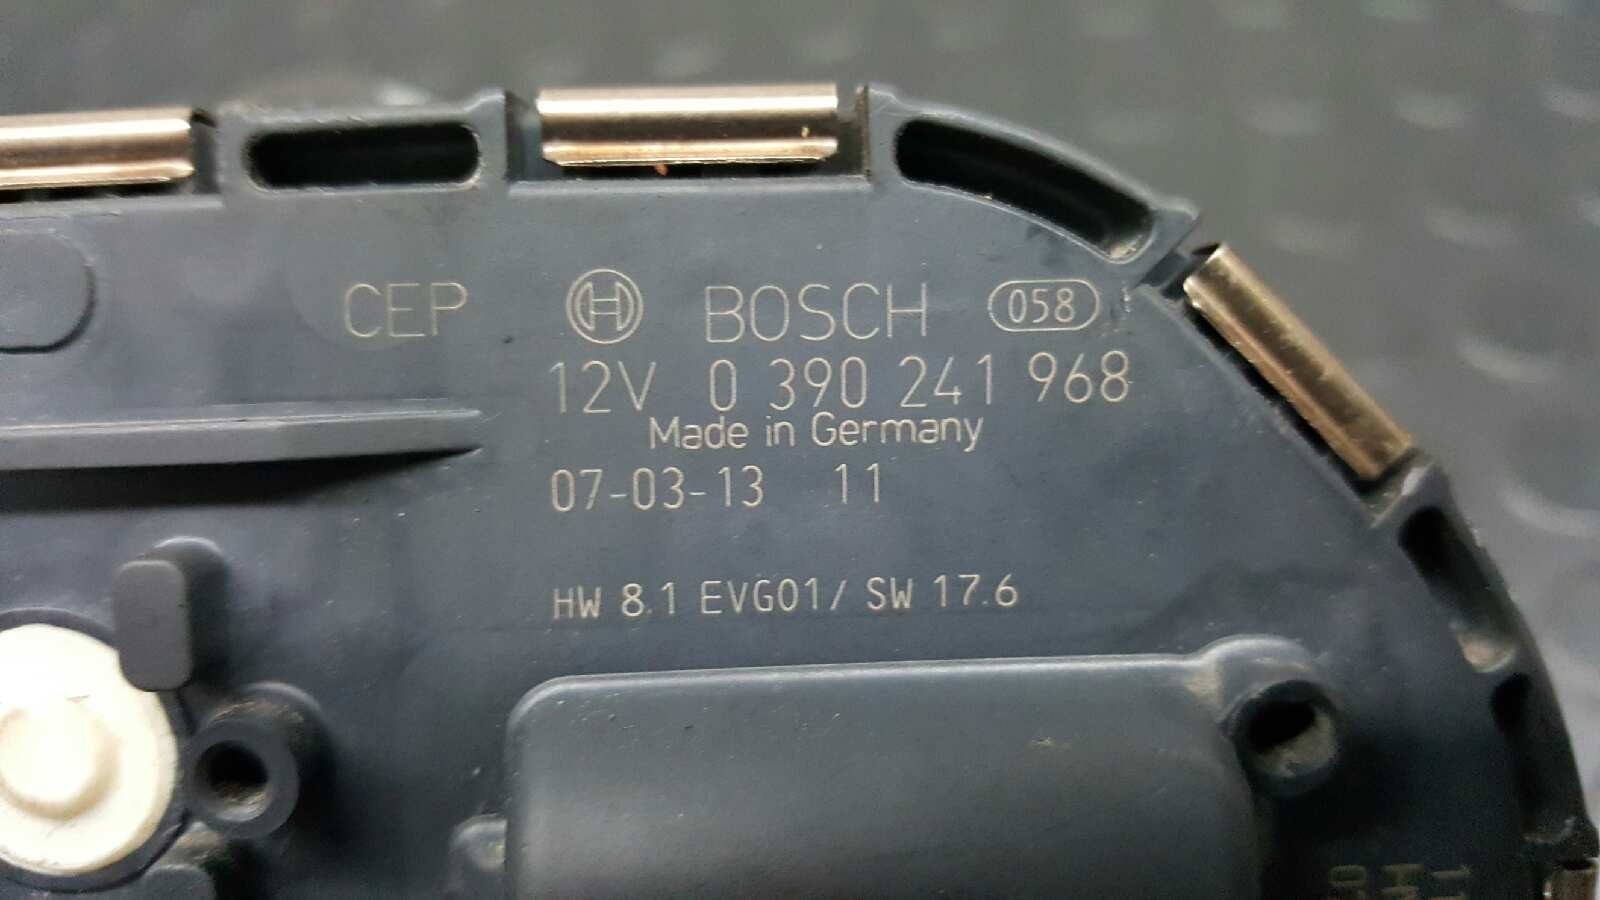 CEP BOSCH 058
12V 0 390 241 968
Made in Germany
07-03-13 11
HW 8.1 EVG01/ SW 17.6